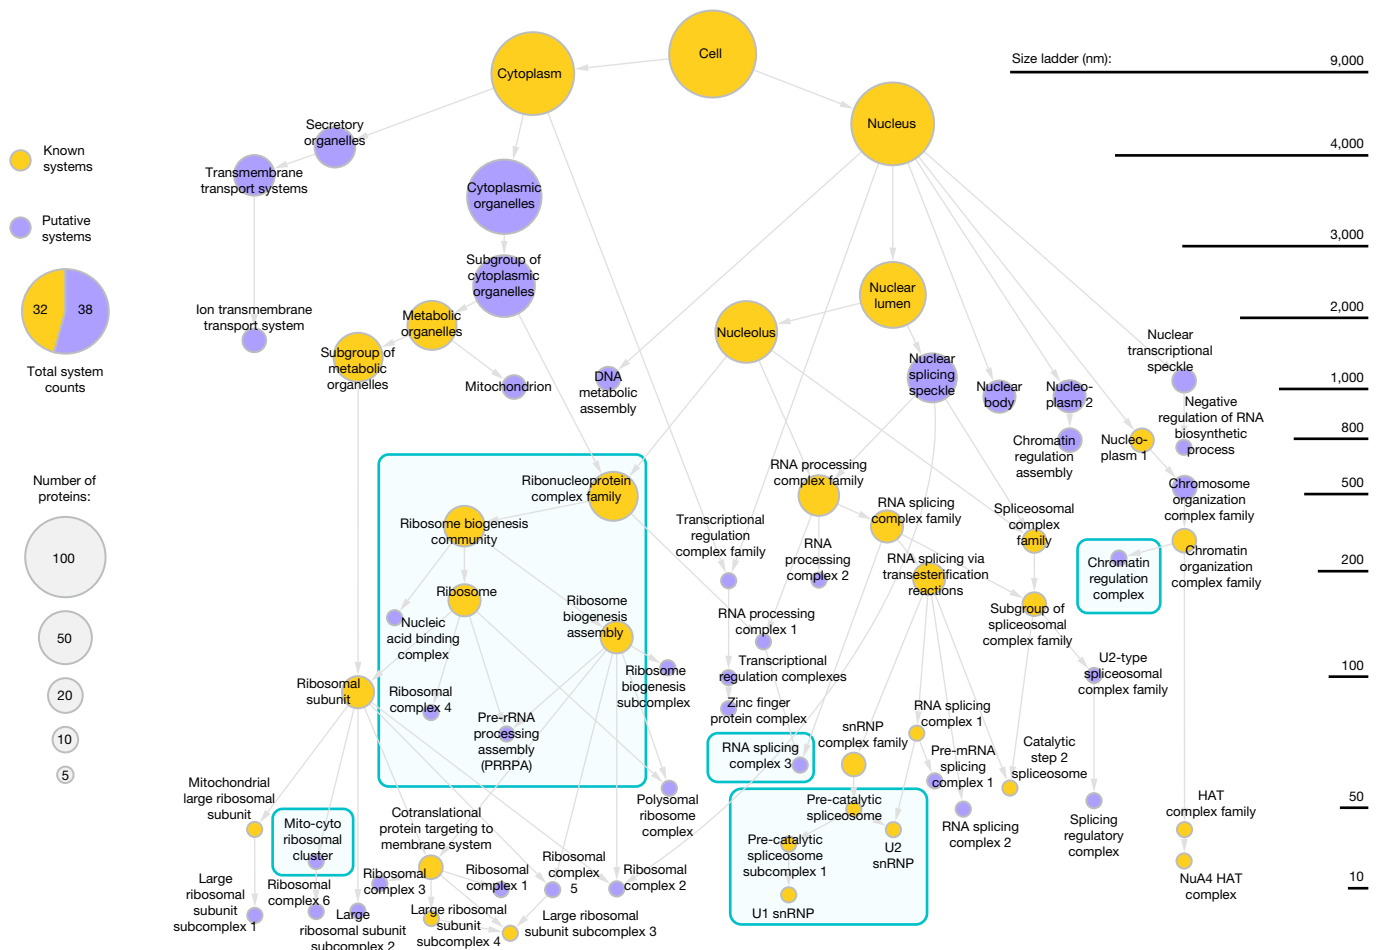 Cell
Size ladder (nm):
9,000
Cytoplasm
Nucleus
Secretory
organelles
4,000
Known
systems
Transmembrane
transport systems
Cytoplasmic
organelles
Putative
systems
3,000
Subgroup of
cytoplasmic
organelles
Nuclear
lumen
32
38
Ion transmembrane
transport system
Metabolic
organelles
Nucleolus
2,000
Total system
counts
Subgroup of
metabolic
organelles
Mitochondrion
DNA
metabolic
assembly
Nuclear
splicing
speckle
Nuclear
body
Nucleo-
plasm 2
Nuclear
transcriptional
speckle
1,000
Negative
regulation of RNA
biosynthetic
process
Chromatin
regulation
assembly
Nucleo-
plasm 1
800
Number of
proteins:
Ribonucleoprotein
complex family
RNA processing
complex family
Chromosome
organization
complex family
500
Ribosome biogenesis
community
Transcriptional
regulation
complex family
RNA splicing
complex family
Spliceosomal
complex
family
100
RNA
processing
complex 2
RNA splicing via
transesterification
reactions
Chromatin
regulation
complex
Chromatin
organization
complex family
200
Ribosome
Ribosome
biogenesis
assembly
Nucleic
acid binding
complex
RNA processing
complex 1
Subgroup of
spliceosomal
complex family
50
Ribosomal
subunit
Ribosomal
complex 4
Ribosome
biogenesis
subcomplex
Transcriptional
regulation complexes
U2-type
spliceosomal
complex family
100
20
Zinc finger
protein complex
Pre-rRNA
processing
assembly
(PRRPA)
RNA splicing
complex 1
10
RNA splicing
complex 3
snRNP
complex family
Pre-mRNA
splicing
complex 1
Catalytic
step 2
spliceosome
5
Mitochondrial
large ribosomal
subunit
Polysomal
ribosome
complex
Pre-catalytic
spliceosome
RNA splicing
complex 2
Splicing
regulatory
complex
HAT
complex family
50
Mito-cyto
ribosomal
cluster
Cotranslational
protein targeting to
membrane system
Pre-catalytic
spliceosome
subcomplex 1
U2
snRNP
Large
ribosomal
subunit
subcomplex 1
Ribosomal
complex 6
Ribosomal
complex 3
Ribosomal
complex 1
Ribosomal
complex
5
Ribosomal
complex 2
NuA4 HAT
complex
10
Large
ribosomal subunit
subcomplex 2
Large ribosomal
subunit
subcomplex 4
Large ribosomal
subunit subcomplex 3
U1 snRNP